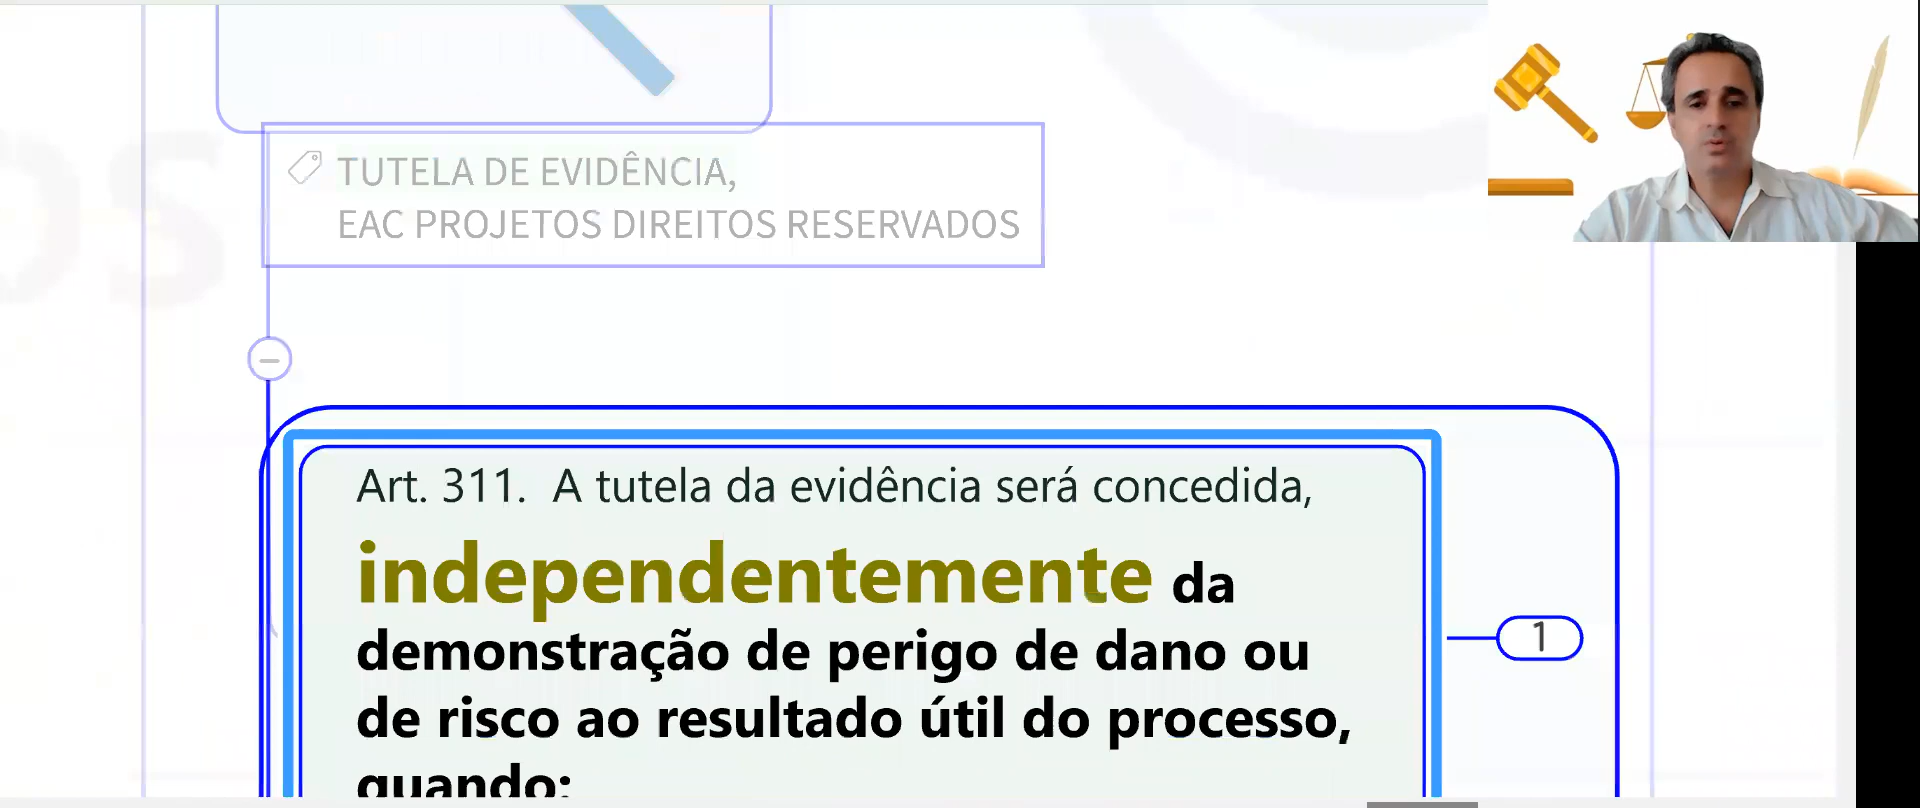 TUTELA DE EVIDÊNCIA,
EAC PROJETOS DIREITOS RESERVADOS
Art. 311.  A tutela da evidência será concedida,
independentemente da
demonstração de perigo de dano ou
de risco ao resultado útil do processo,
quando:
1